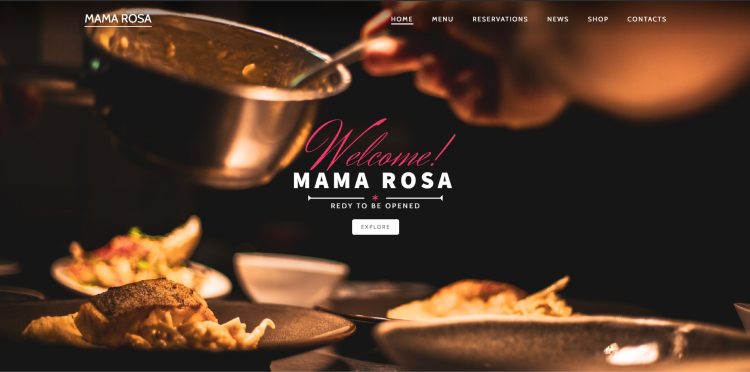 MAMA ROSA
HOME MENU RESERVATIONS NEWS SHOP CONTACTS
Welcome!
MAMA ROSA
REDY TO BE OPENED
EXPLORE